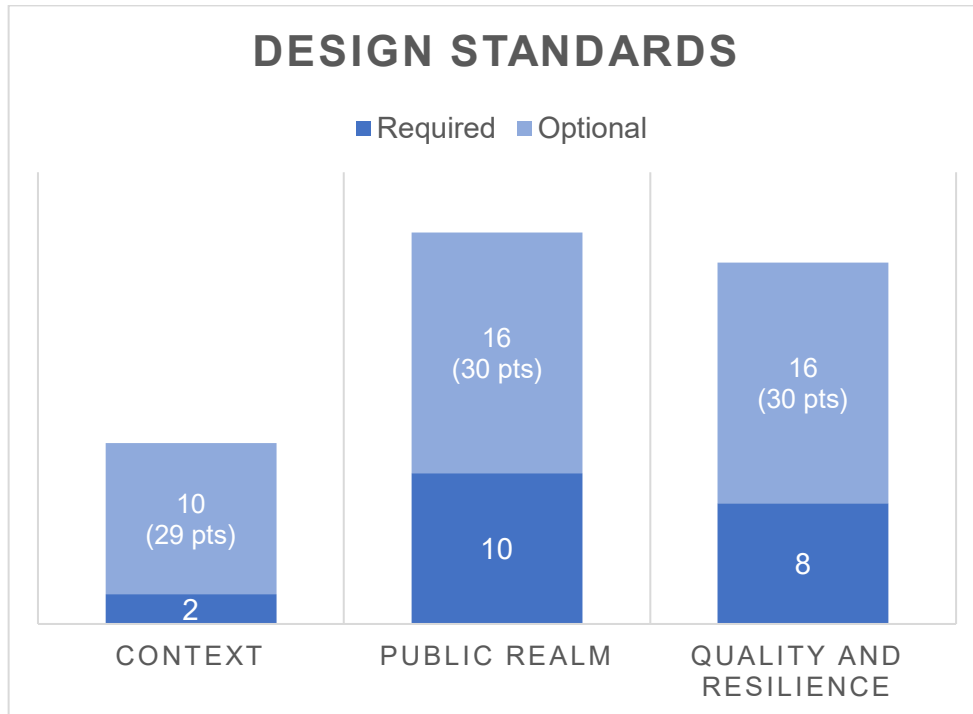 DESIGN STANDARDS
Required Optional
10
(29 pts)
2
16
(30 pts)
10
16
(30 pts)
8
CONTEXT
PUBLIC REALM
QUALITY AND
RESILIENCE